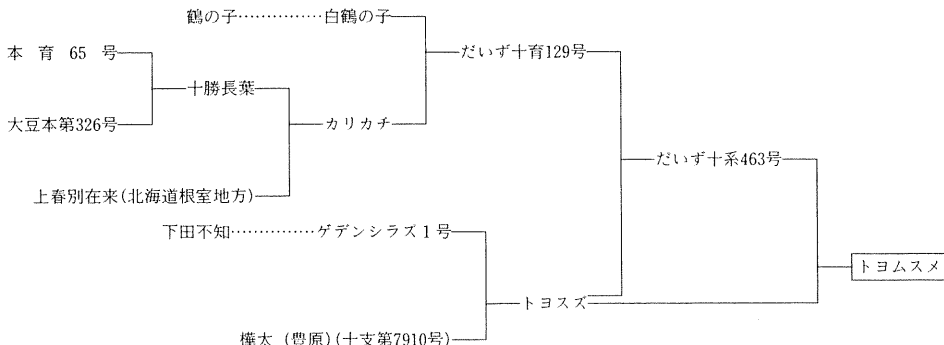 鶴の子……………白鶴の子
本育65号
だいず十育129号
十勝長葉
大豆本第326号
カリカチ
だいず十系463号
上春別在来(北海道根室地方)
下田不知……………ゲデンシラズ1号
トヨムスメ
トヨスズ
樺太(豊原)(十支第7910号)